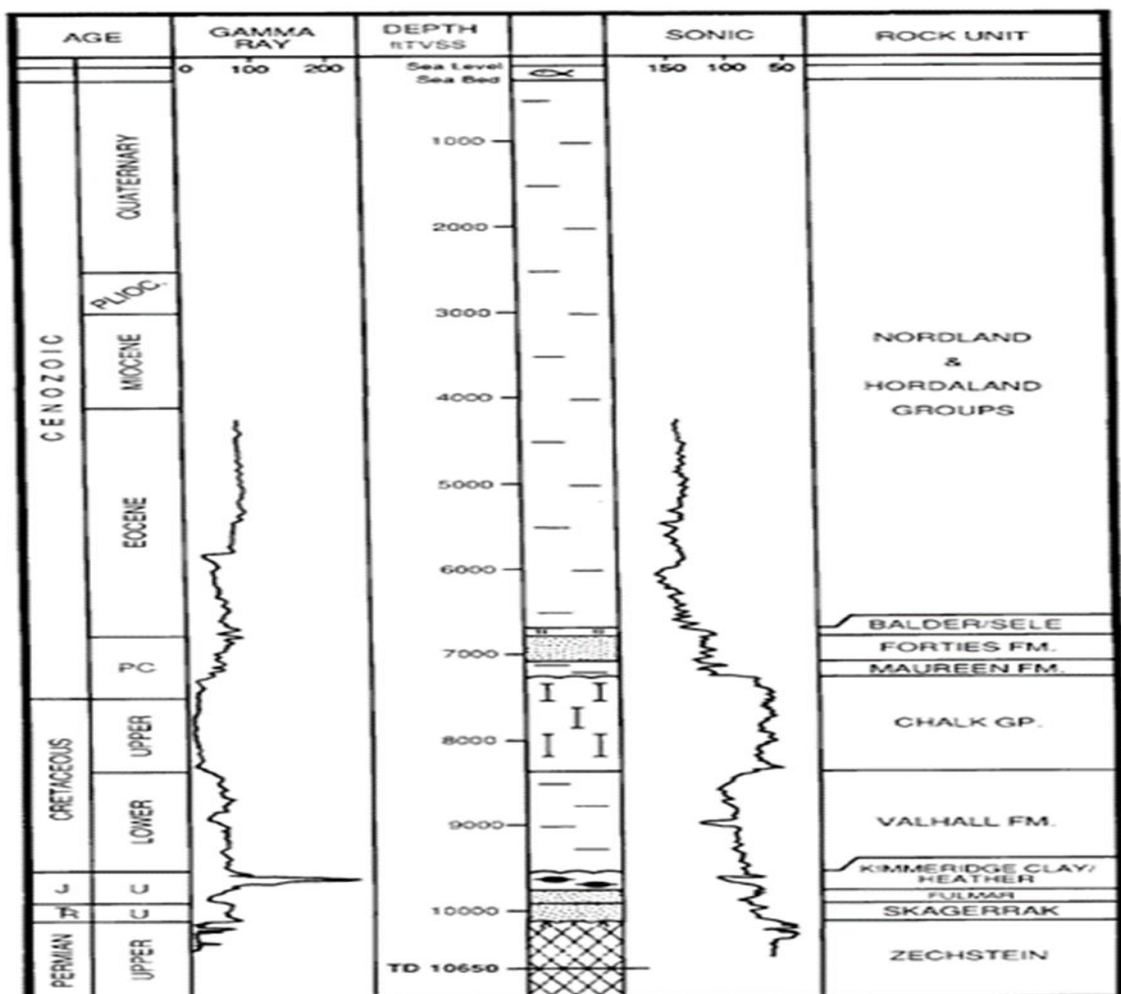 AGE
GAMMA
RAY
DEPTH
ftTVSS
SONIC
ROCK UNIT
0 100 200
Sea Level
Sea Bed
150 100 50
CENOZOIC
QUATERNARY
PLIOC.
MIOCENE
EOCENE
PC
CRETACEOUS
UPPER
LOWER
J
U
TR
U
PERMIAN
UPPER
1000
2000
3000
4000
5000
6000
7000
8000
9000
10000
TD 10650
NORDLAND
&
HORDALAND
GROUPS
BALDER/SELE
FORTIES FM.
MAUREEN FM.
CHALK GP.
VALHALL FM.
KIMMERIDGE CLAY/
HEATHER
FULMAR
SKAGERRAK
ZECHSTEIN